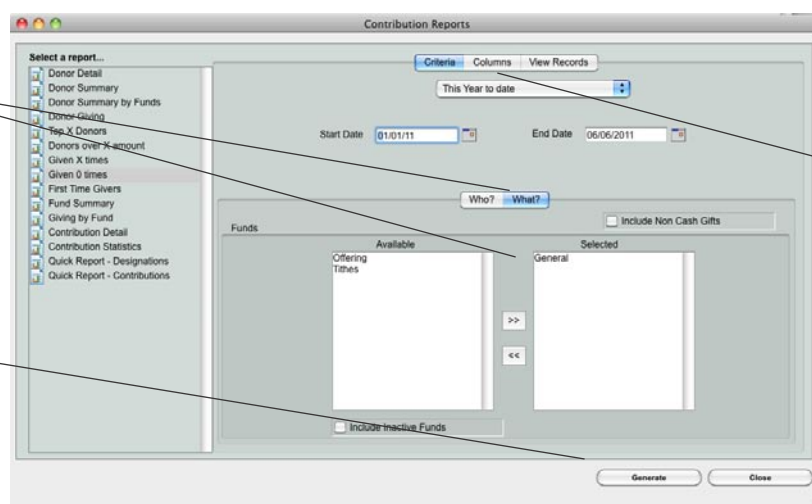 Contribution Reports
Select a report...
Donor Detail
Donor Summary
Donor Summary by Funds
Donor Giving
Top X Donors
Donors over X amount
Given X times
Given 0 times
First Time Givers
Fund Summary
Giving by Fund
Contribution Detail
Contribution Statistics
Quick Report - Designations
Quick Report - Contributions
Criteria Columns View Records
This Year to date
Start Date 01/01/11 End Date 06/06/2011
Who? What?
Funds
Include Non Cash Gifts
Available Selected
Offering General
Tithes
>>
<<
Include Inactive Funds
Generate Close